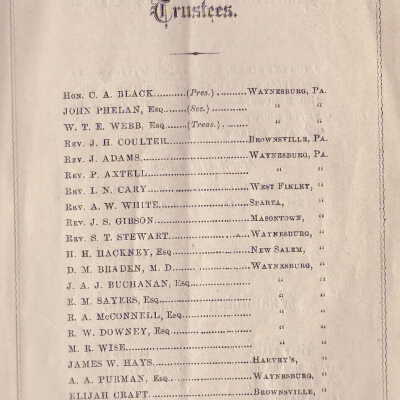 Trustees.
Hon. C. A. BLACK..........(Pres.)..........WAYNESBURG, PA.
JOHN PHELAN, Esq.......(Sec.)................ " "
W. T. E. WEBB, Esq.......(Treas.)........ " "
REV. J. H. COULTER..........................BROWNSVILLE, PA.
REV. J. ADAMS..........................WAYNESBURG, PA.
REV. P. AXTELL.......................... " "
REV. I. N. CARY..........................WEST FINLEY, "
REV. A. W. WHITE..........................SPARTA, "
REV. J. S. GIBSON..........................MASONTOWN, "
REV. S. T. STEWART..........................WAYNESBURG, "
H. H. HACKNEY, Esq..........................NEW SALEM, "
D. M. BRADEN, M. D..........................WAYNESBURG, "
J. A. J. BUCHANAN, Esq.......................... " "
E. M. SAYERS, Esq.......................... " "
R. A. McCONNELL, Esq.......................... " "
R. W. DOWNEY, Esq.......................... " "
M. R. WISE.......................... " "
JAMES W. HAYS..........................HARVEY'S, "
A. A. PURMAN, Esq..........................WAYNESBURG, "
ELIJAH CRAFT..........................BROWNSVILLE, "